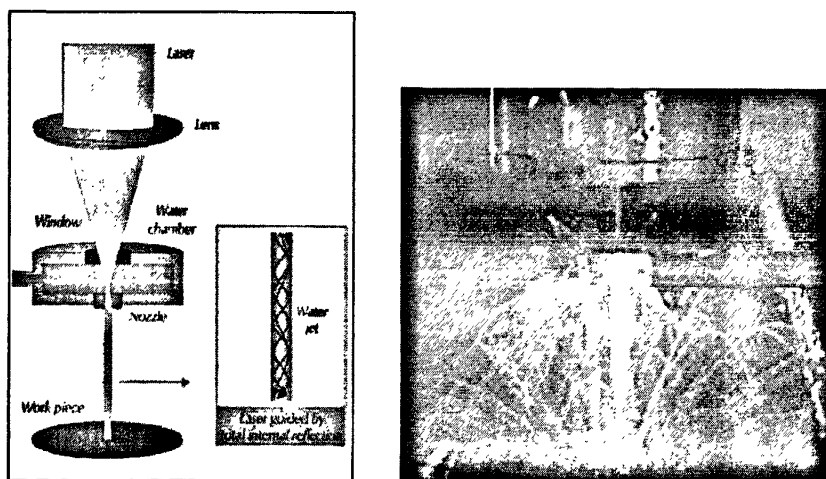 Laser
Lens
Window
Water
chamber
Nozzle
Water
jet
Work piece
Laser guided by
total internal reflection